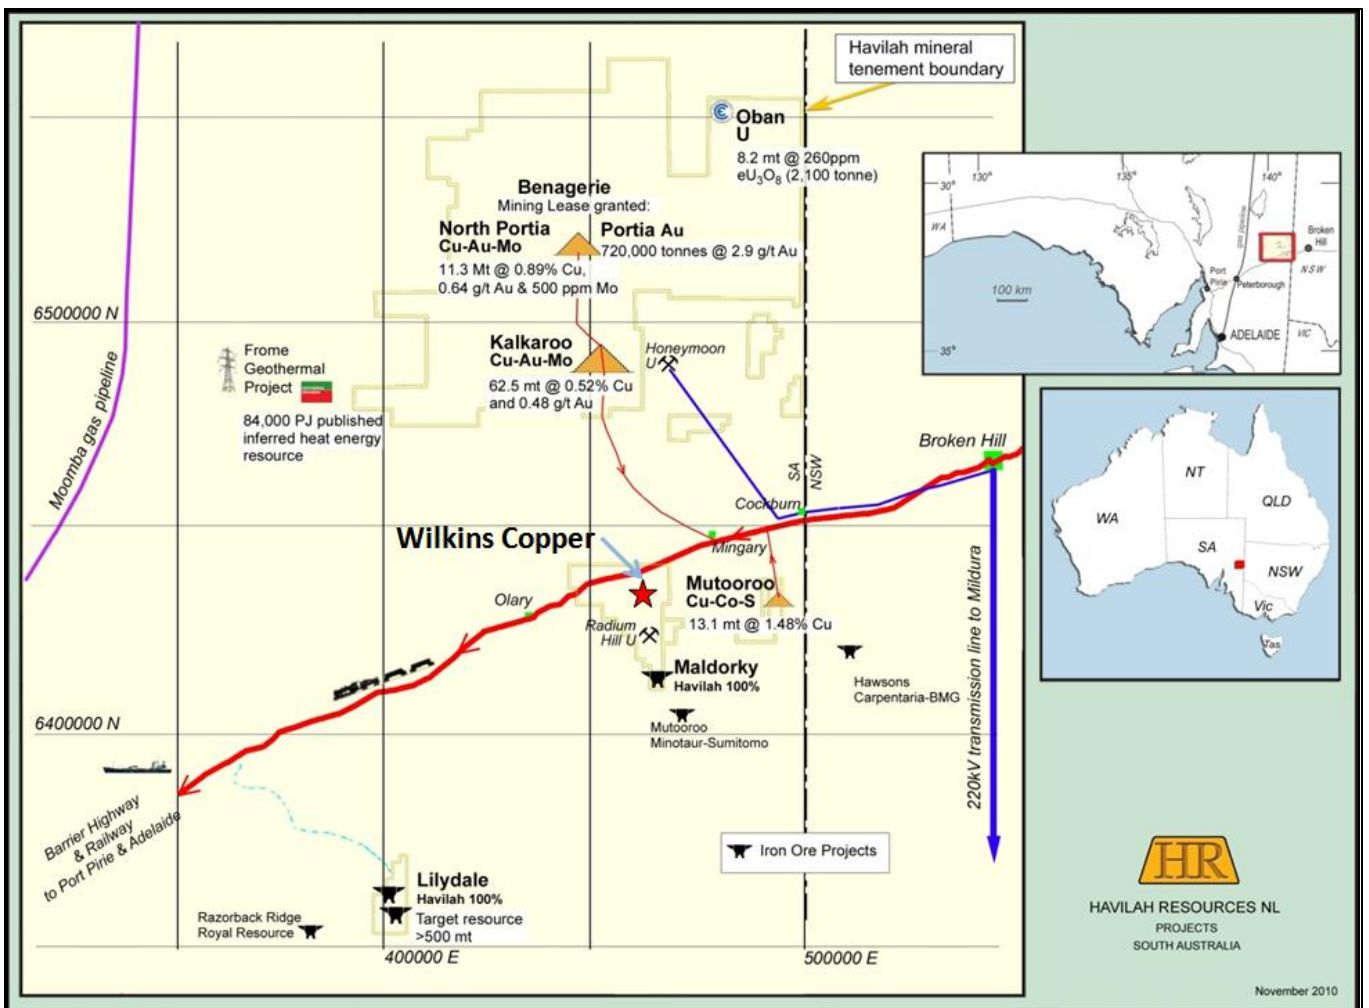 Havilah mineral
tenement boundary
Oban
U
8.2 mt @ 260ppm
eU₃O₈ (2,100 tonne)
Benagerie
Mining Lease granted:
North Portia
Cu-Au-Mo
11.3 Mt @ 0.89% Cu,
0.64 g/t Au & 500 ppm Mo
Portia Au
720,000 tonnes @ 2.9 g/t Au
6500000 N
Moomba gas pipeline
Frome
Geothermal
Project
84,000 PJ published
inferred heat energy
resource
Kalkaroo
Cu-Au-Mo
62.5 mt @ 0.52% Cu
and 0.48 g/t Au
Honeymoon
U
Broken Hill
SA
NSW
Cockburn
Wilkins Copper
Mingary
Mutooroo
Cu-Co-S
13.1 mt @ 1.48% Cu
Olary
Radium
Hill U
Maldorky
Havilah 100%
Hawsons
Carpentaria-BMG
Mutooroo
Minotaur-Sumitomo
6400000 N
220kV transmission line to Mildura
Barrier Highway
& Railway
to Port Pirie & Adelaide
Iron Ore Projects
Lilydale
Havilah 100%
Target resource
>500 mt
Razorback Ridge
Royal Resource
400000 E
500000 E
130°
135°
140°
30°
WA
gas pipeline
Broken
Hill
NSW
Port
Pirie
Peterborough
100 km
ADELAIDE
VIC
35°
NT
QLD
WA
SA
NSW
Vic
Tas
HR
HAVILAH RESOURCES NL
PROJECTS
SOUTH AUSTRALIA
November 2010